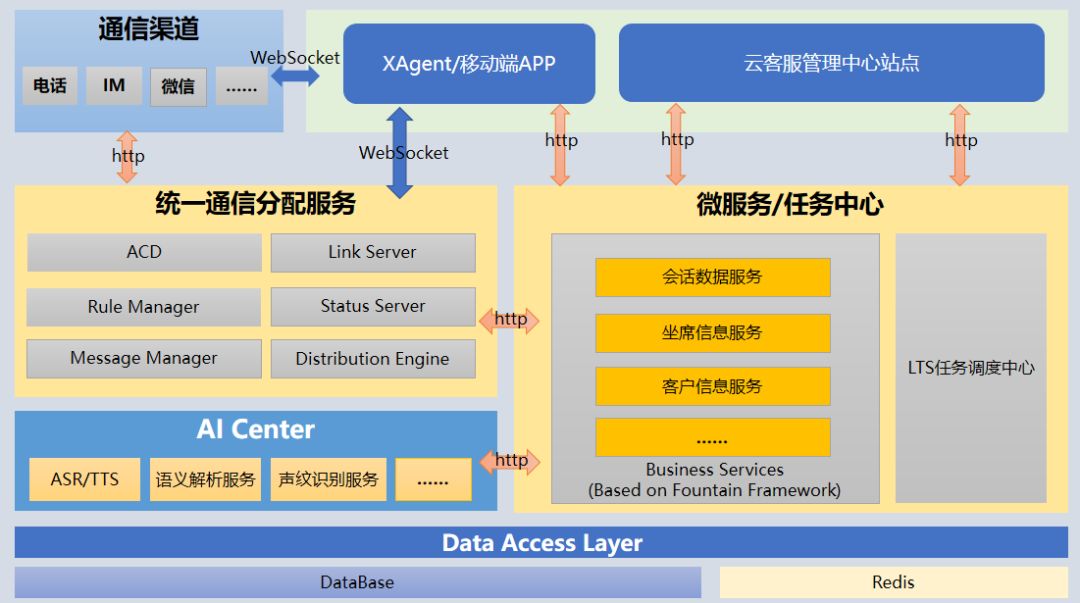 通信渠道
电话
IM
微信
......
WebSocket
XAgent/移动端APP
云客服管理中心站点
http
WebSocket
http
http
http
统一通信分配服务
ACD
Link Server
Rule Manager
Status Server
Message Manager
Distribution Engine
http
微服务/任务中心
会话数据服务
坐席信息服务
客户信息服务
......
Business Services
(Based on Fountain Framework)
LTS任务调度中心
AI Center
ASR/TTS
语义解析服务
声纹识别服务
......
http
Data Access Layer
DataBase
Redis